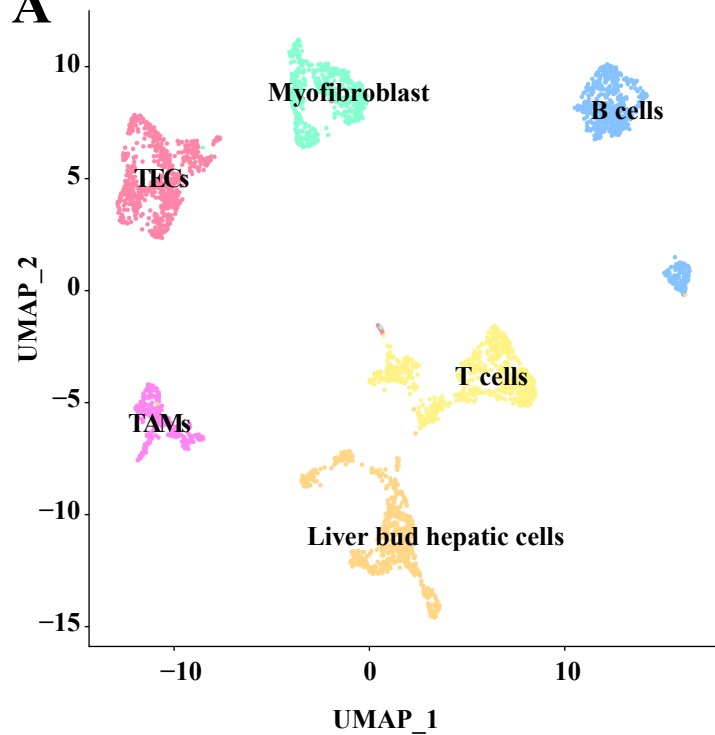 A
10
5
0
−5
−10
−15
UMAP_2
Myofibroblast
B cells
TECs
T cells
TAMs
Liver bud hepatic cells
−10
0
10
UMAP_1